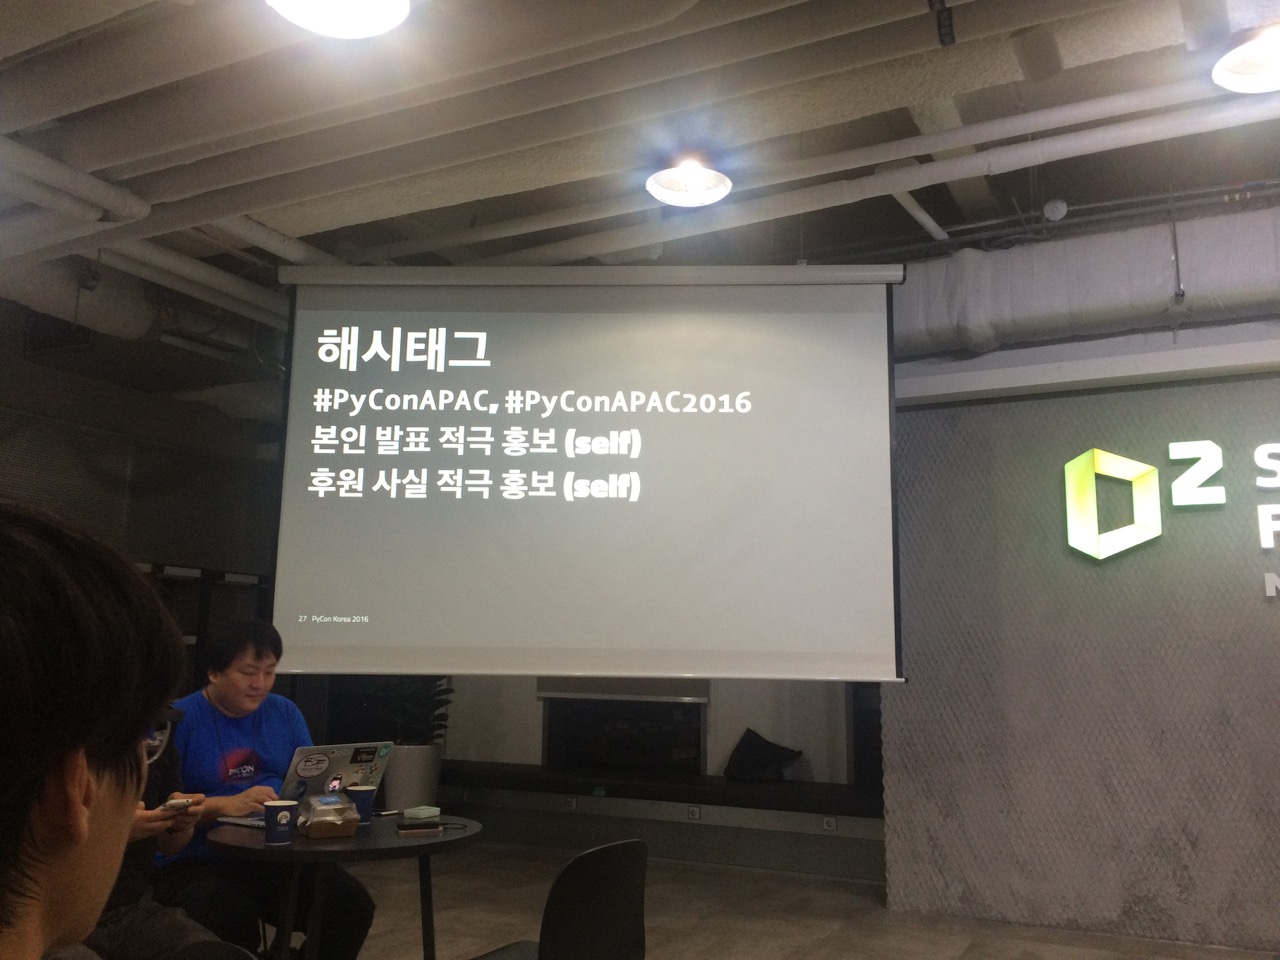 해시태그
#PyConAPAC, #PyConAPAC2016
본인 발표 적극 홍보 (self)
후원 사실 적극 홍보 (self)
27 PyCon Korea 2016
D2 S
F
N
PYCON